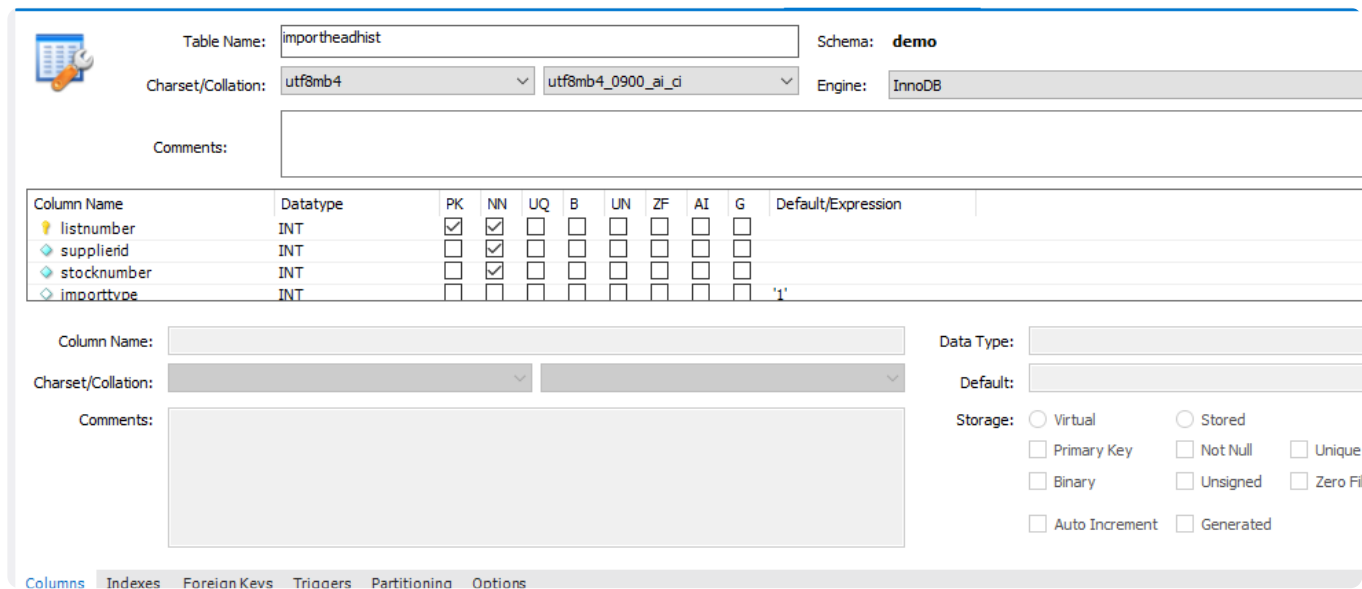 Table Name: importheadhist Schema: demo
Charset/Collation: utf8mb4 utf8mb4_0900_ai_ci Engine: InnoDB
Comments:
Column Name Datatype PK NN UQ B UN ZF AI G Default/Expression
listnumber INT
supplierid INT
stocknumber INT
importtype INT '1'
Column Name: Data Type:
Charset/Collation: Default:
Comments: Storage: Virtual Stored
Primary Key Not Null Unique
Binary Unsigned Zero Fi
Auto Increment Generated
Columns Indexes Foreign Keys Triggers Partitioning Options